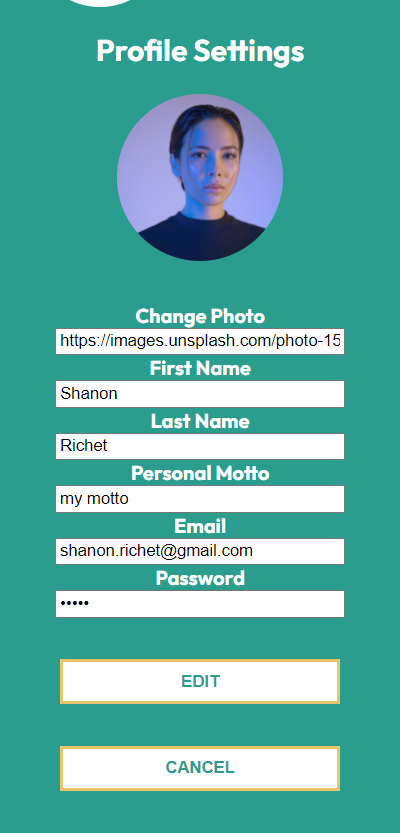 Profile Settings
Change Photo
https://images.unsplash.com/photo-15
First Name
Shanon
Last Name
Richet
Personal Motto
my motto
Email
shanon.richet@gmail.com
Password
•••••
EDIT
CANCEL